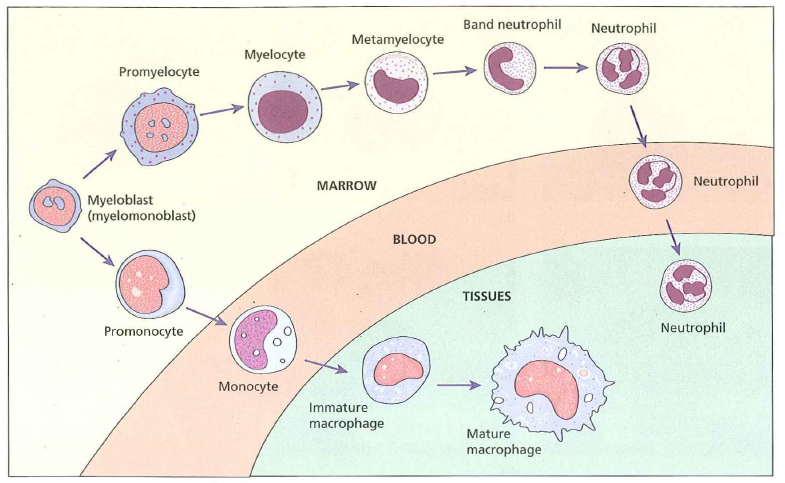 Band neutrophil
Neutrophil
Metamyelocyte
Myelocyte
Promyelocyte
Neutrophil
MARROW
Myeloblast
(myelomonoblast)
BLOOD
TISSUES
Promonocyte
Neutrophil
Monocyte
Immature
macrophage
Mature
macrophage